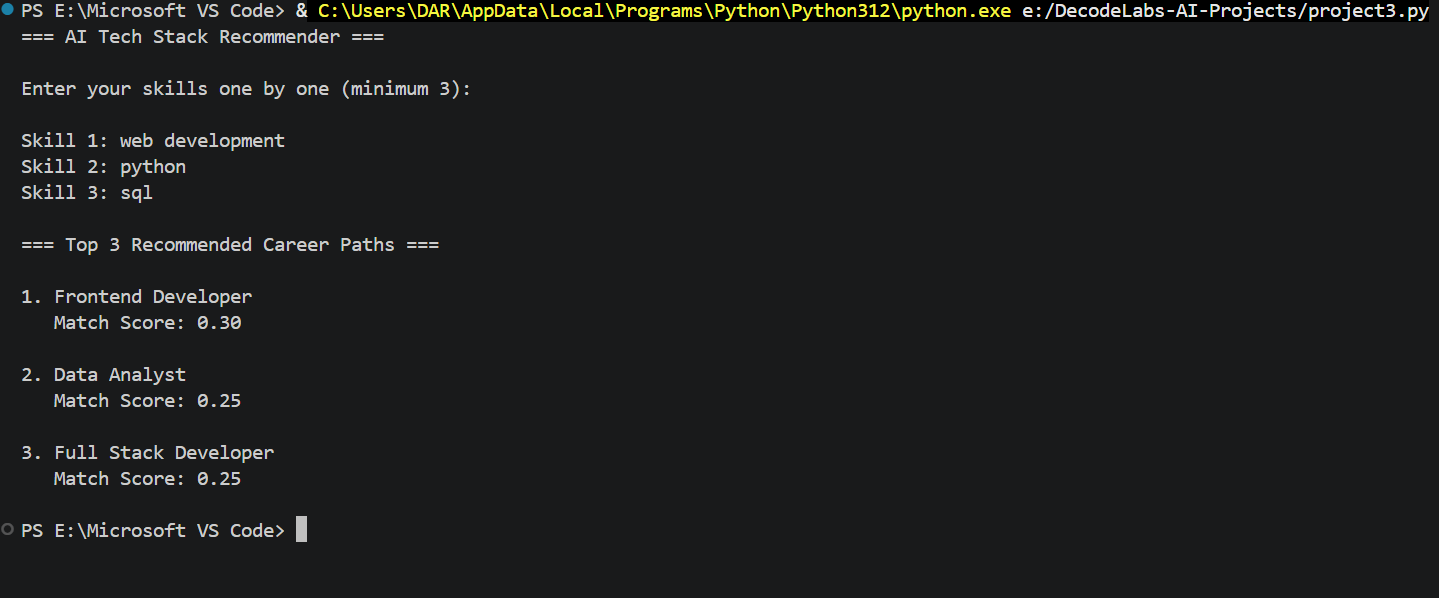 PS E:\Microsoft VS Code> & C:\Users\DAR\AppData\Local\Programs\Python\Python312\python.exe e:/DecodeLabs-AI-Projects/project3.py
=== AI Tech Stack Recommender ===
Enter your skills one by one (minimum 3):
Skill 1: web development
Skill 2: python
Skill 3: sql
=== Top 3 Recommended Career Paths ===
1. Frontend Developer
Match Score: 0.30
2. Data Analyst
Match Score: 0.25
3. Full Stack Developer
Match Score: 0.25
PS E:\Microsoft VS Code>